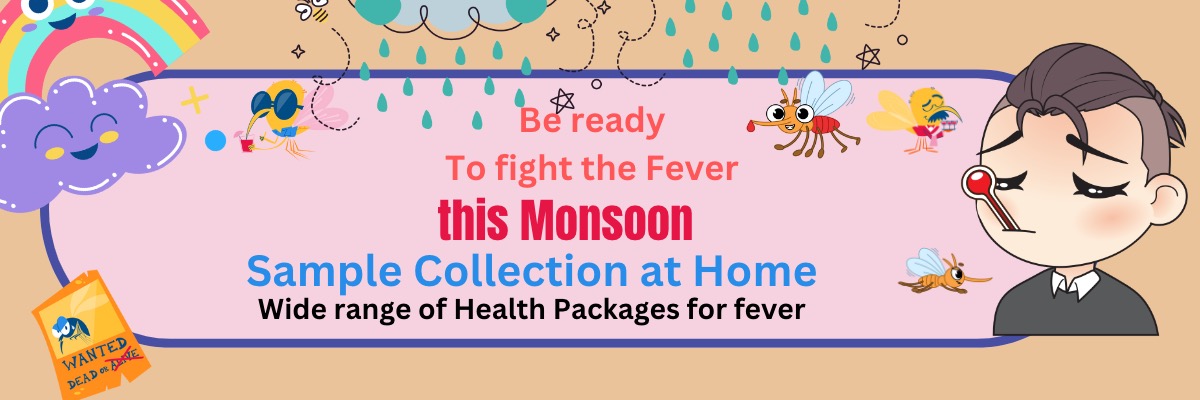 Be ready
To fight the Fever
this Monsoon
Sample Collection at Home
Wide range of Health Packages for fever
WANTED
DEAD OR ALIVE